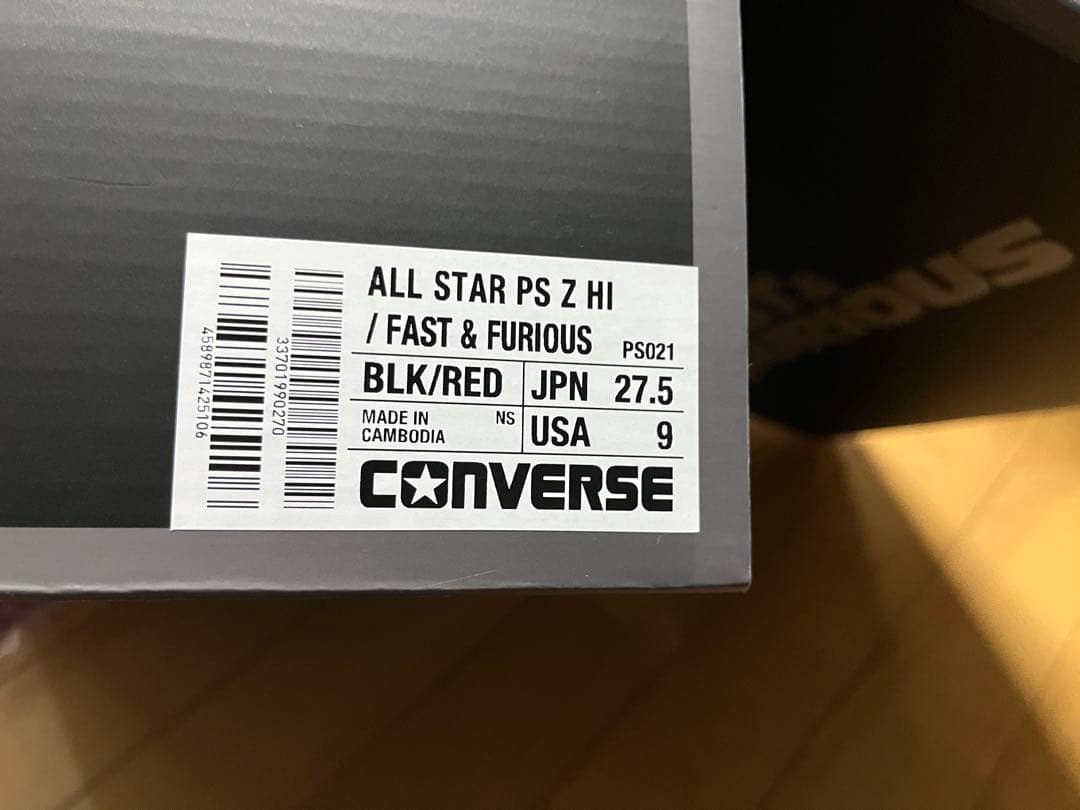 ALL STAR PS Z HI
/ FAST & FURIOUS PS021
BLK/RED JPN 27.5
MADE IN CAMBODIA NS USA 9
CONVERSE
4589871425106
33701990270